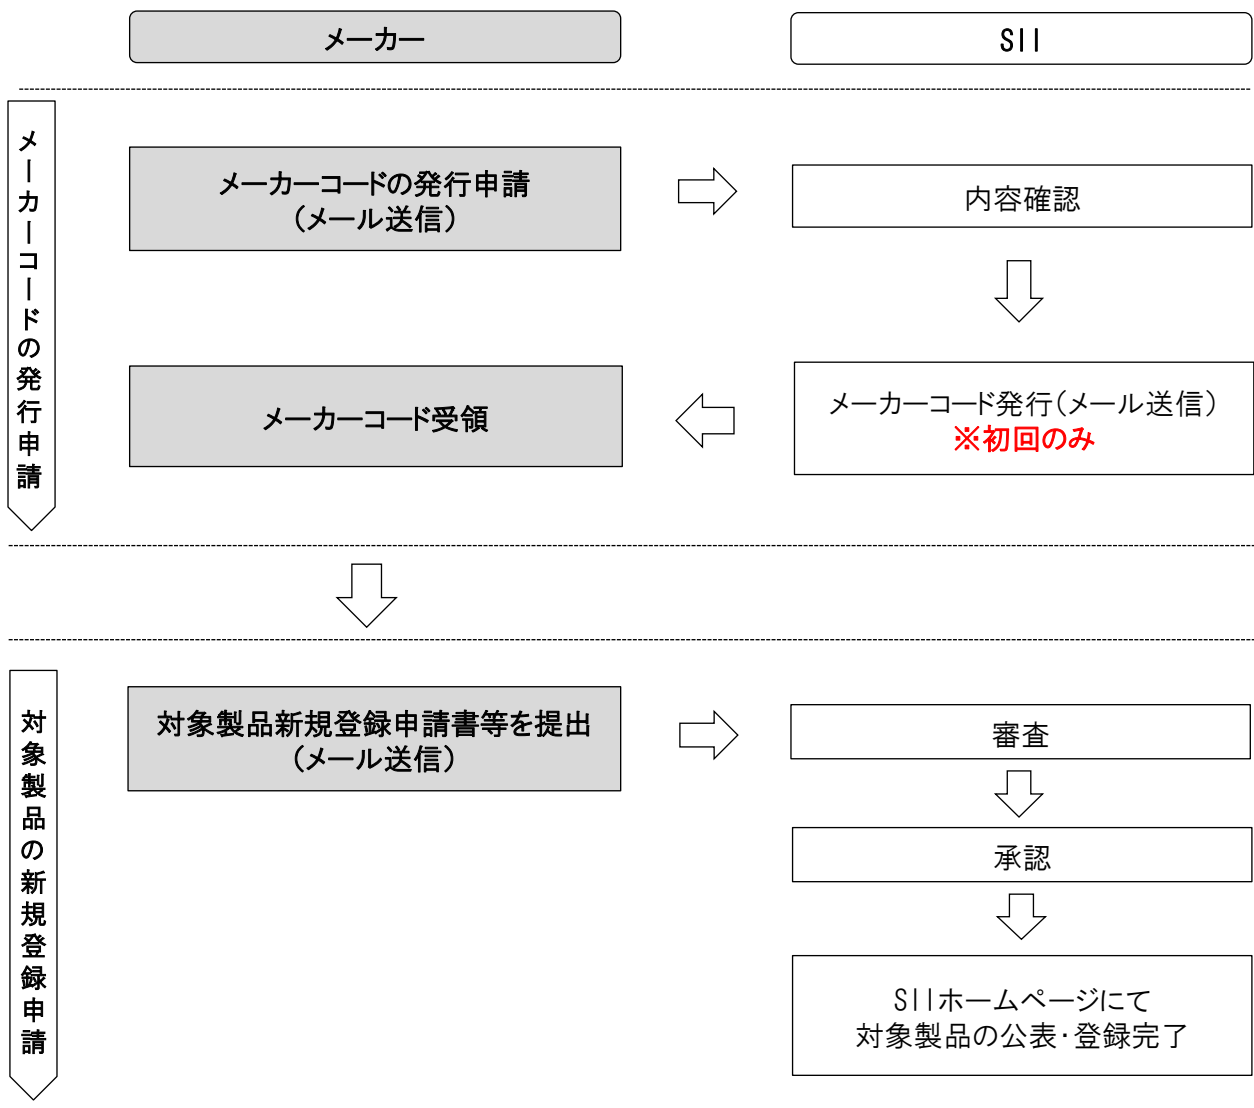 メーカー
SII
メーカーコードの発行申請
メーカーコードの発行申請
(メール送信)
内容確認
メーカーコード受領
メーカーコード発行(メール送信)
※初回のみ
対象製品の新規登録申請
対象製品新規登録申請書等を提出
(メール送信)
審査
承認
SIIホームページにて
対象製品の公表・登録完了